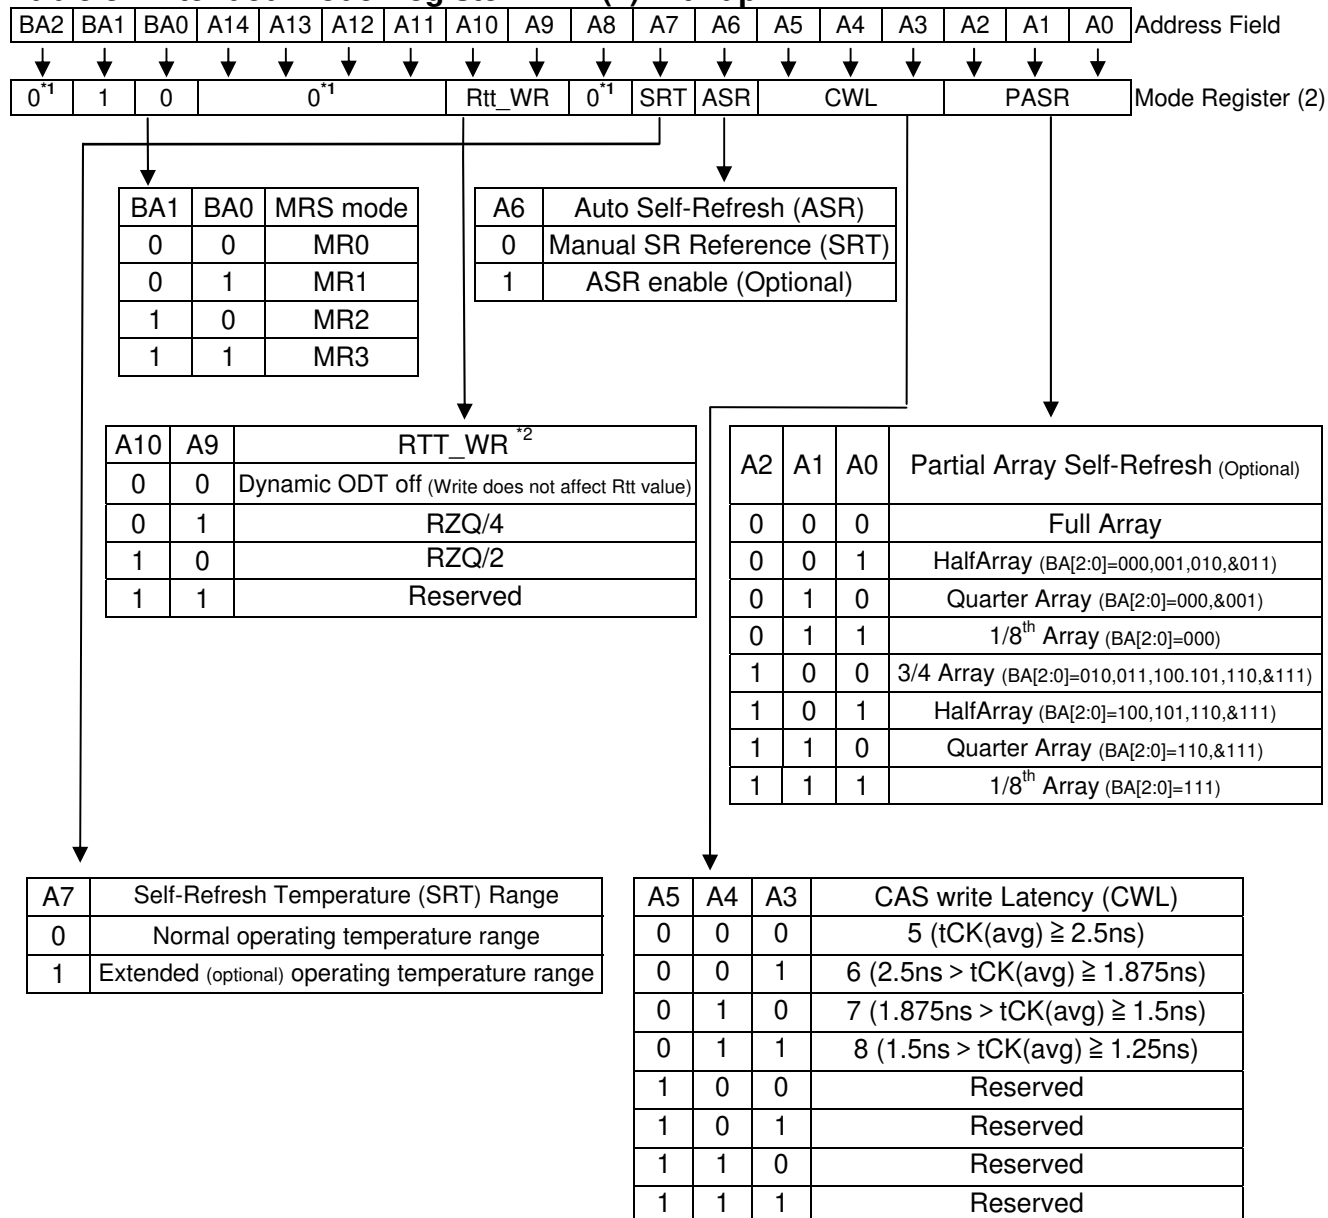 BA2 BA1 BA0 A14 A13 A12 A11 A10 A9 A8 A7 A6 A5 A4 A3 A2 A1 A0 Address Field
0*1 1 0 0*1 Rtt_WR 0*1 SRT ASR CWL PASR Mode Register (2)
BA1 BA0 MRS mode
0 0 MR0
0 1 MR1
1 0 MR2
1 1 MR3
A6 Auto Self-Refresh (ASR)
0 Manual SR Reference (SRT)
1 ASR enable (Optional)
A10 A9 RTT_WR *2
0 0 Dynamic ODT off (Write does not affect Rtt value)
0 1 RZQ/4
1 0 RZQ/2
1 1 Reserved
A2 A1 A0 Partial Array Self-Refresh (Optional)
0 0 0 Full Array
0 0 1 HalfArray (BA[2:0]=000,001,010,&011)
0 1 0 Quarter Array (BA[2:0]=000,&001)
0 1 1 1/8th Array (BA[2:0]=000)
1 0 0 3/4 Array (BA[2:0]=010,011,100.101,110,&111)
1 0 1 HalfArray (BA[2:0]=100,101,110,&111)
1 1 0 Quarter Array (BA[2:0]=110,&111)
1 1 1 1/8th Array (BA[2:0]=111)
A7 Self-Refresh Temperature (SRT) Range
0 Normal operating temperature range
1 Extended (optional) operating temperature range
A5 A4 A3 CAS write Latency (CWL)
0 0 0 5 (tCK(avg) ≧ 2.5ns)
0 0 1 6 (2.5ns > tCK(avg) ≧ 1.875ns)
0 1 0 7 (1.875ns > tCK(avg) ≧ 1.5ns)
0 1 1 8 (1.5ns > tCK(avg) ≧ 1.25ns)
1 0 0 Reserved
1 0 1 Reserved
1 1 0 Reserved
1 1 1 Reserved